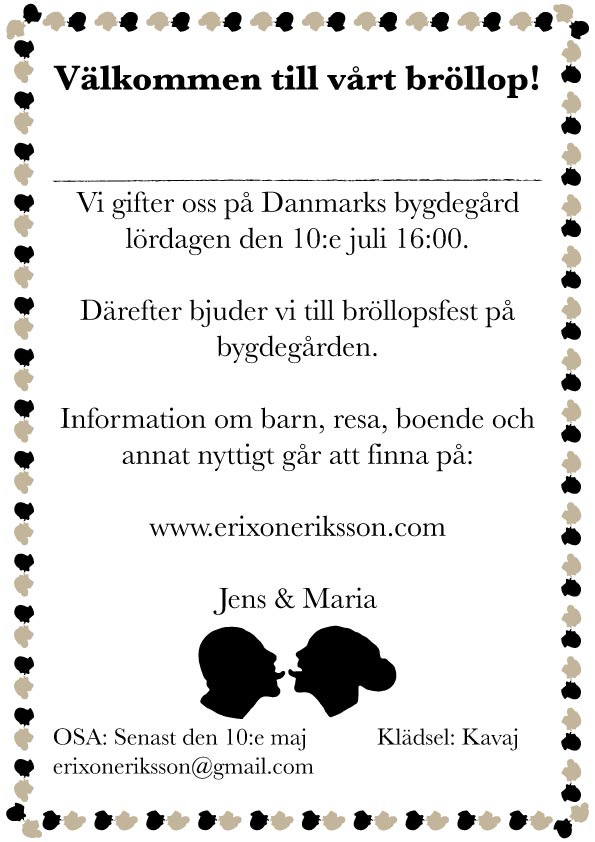 Välkommen till vårt bröllop!
Vi gifter oss på Danmarks bygdegård
lördagen den 10:e juli 16:00.
Därefter bjuder vi till bröllopsfest på
bygdegården.
Information om barn, resa, boende och
annat nyttigt går att finna på:
www.erixoneriksson.com
Jens & Maria
OSA: Senast den 10:e maj Klädsel: Kavaj
erixoneriksson@gmail.com